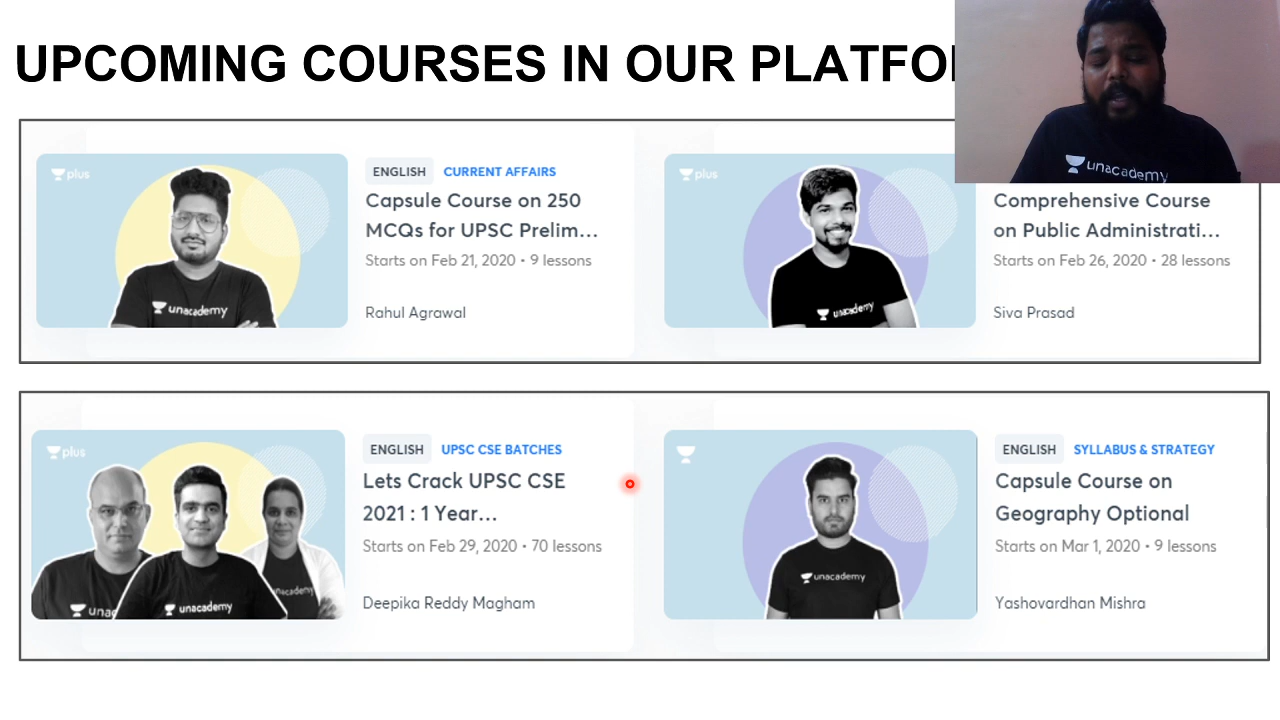 UPCOMING COURSES IN OUR
unacademy
plus
unacademy
ENGLISH CURRENT AFFAIRS
Capsule Course on 250
MCQs for UPSC Prelim...
Starts on Feb 21, 2020 • 9 lessons
Rahul Agrawal
plus
unacademy
Comprehensive Course
on Public Administrati...
Starts on Feb 26, 2020 • 28 lessons
Siva Prasad
plus
unacademy
ENGLISH UPSC CSE BATCHES
Lets Crack UPSC CSE
2021 : 1 Year...
Starts on Feb 29, 2020 • 70 lessons
Deepika Reddy Magham
unacademy
ENGLISH SYLLABUS & STRATEGY
Capsule Course on
Geography Optional
Starts on Mar 1, 2020 • 9 lessons
Yashovardhan Mishra